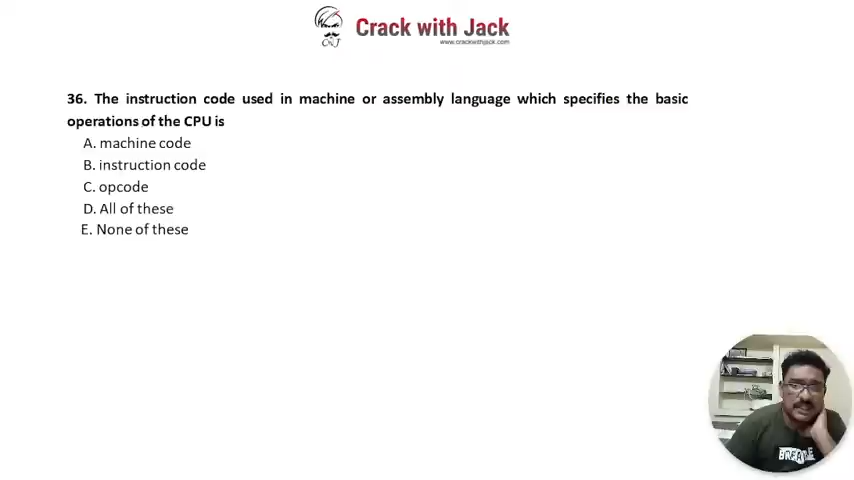 Crack with Jack
www.crackwithjack.com
36. The instruction code used in machine or assembly language which specifies the basic
operations of the CPU is
A. machine code
B. instruction code
C. opcode
D. All of these
E. None of these